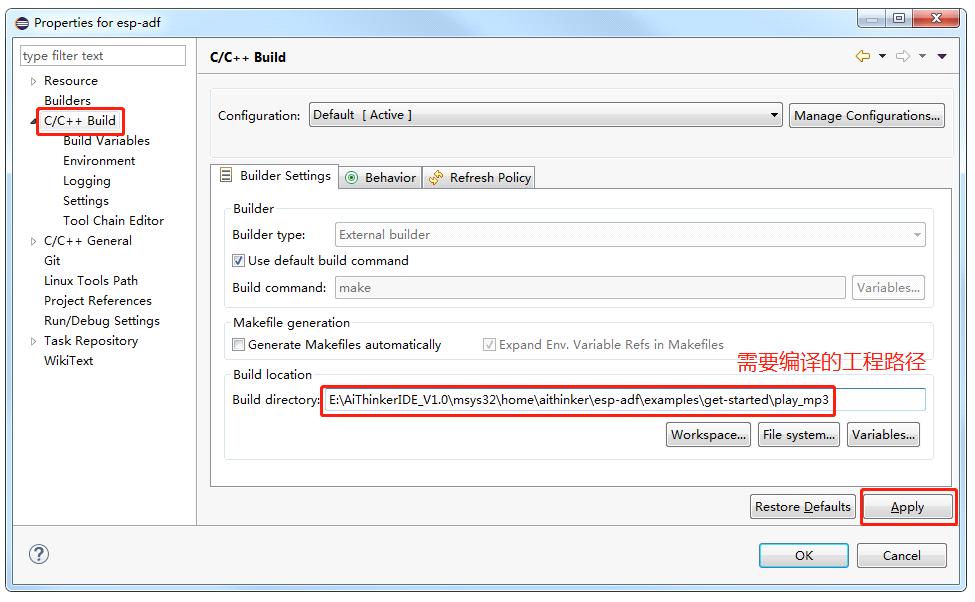 Properties for esp-adf
type filter text
Resource
Builders
C/C++ Build
Build Variables
Environment
Logging
Settings
Tool Chain Editor
C/C++ General
Git
Linux Tools Path
Project References
Run/Debug Settings
Task Repository
WikiText
C/C++ Build
Configuration: Default [ Active ] Manage Configurations...
Builder Settings Behavior Refresh Policy
Builder
Builder type: External builder
Use default build command
Build command: make Variables...
Makefile generation
Generate Makefiles automatically Expand Env. Variable Refs in Makefiles
需要编译的工程路径
Build location
Build directory: E:\AiThinkerIDE_V1.0\msys32\home\aithinker\esp-adf\examples\get-started\play_mp3
Workspace... File system... Variables...
Restore Defaults Apply
OK Cancel